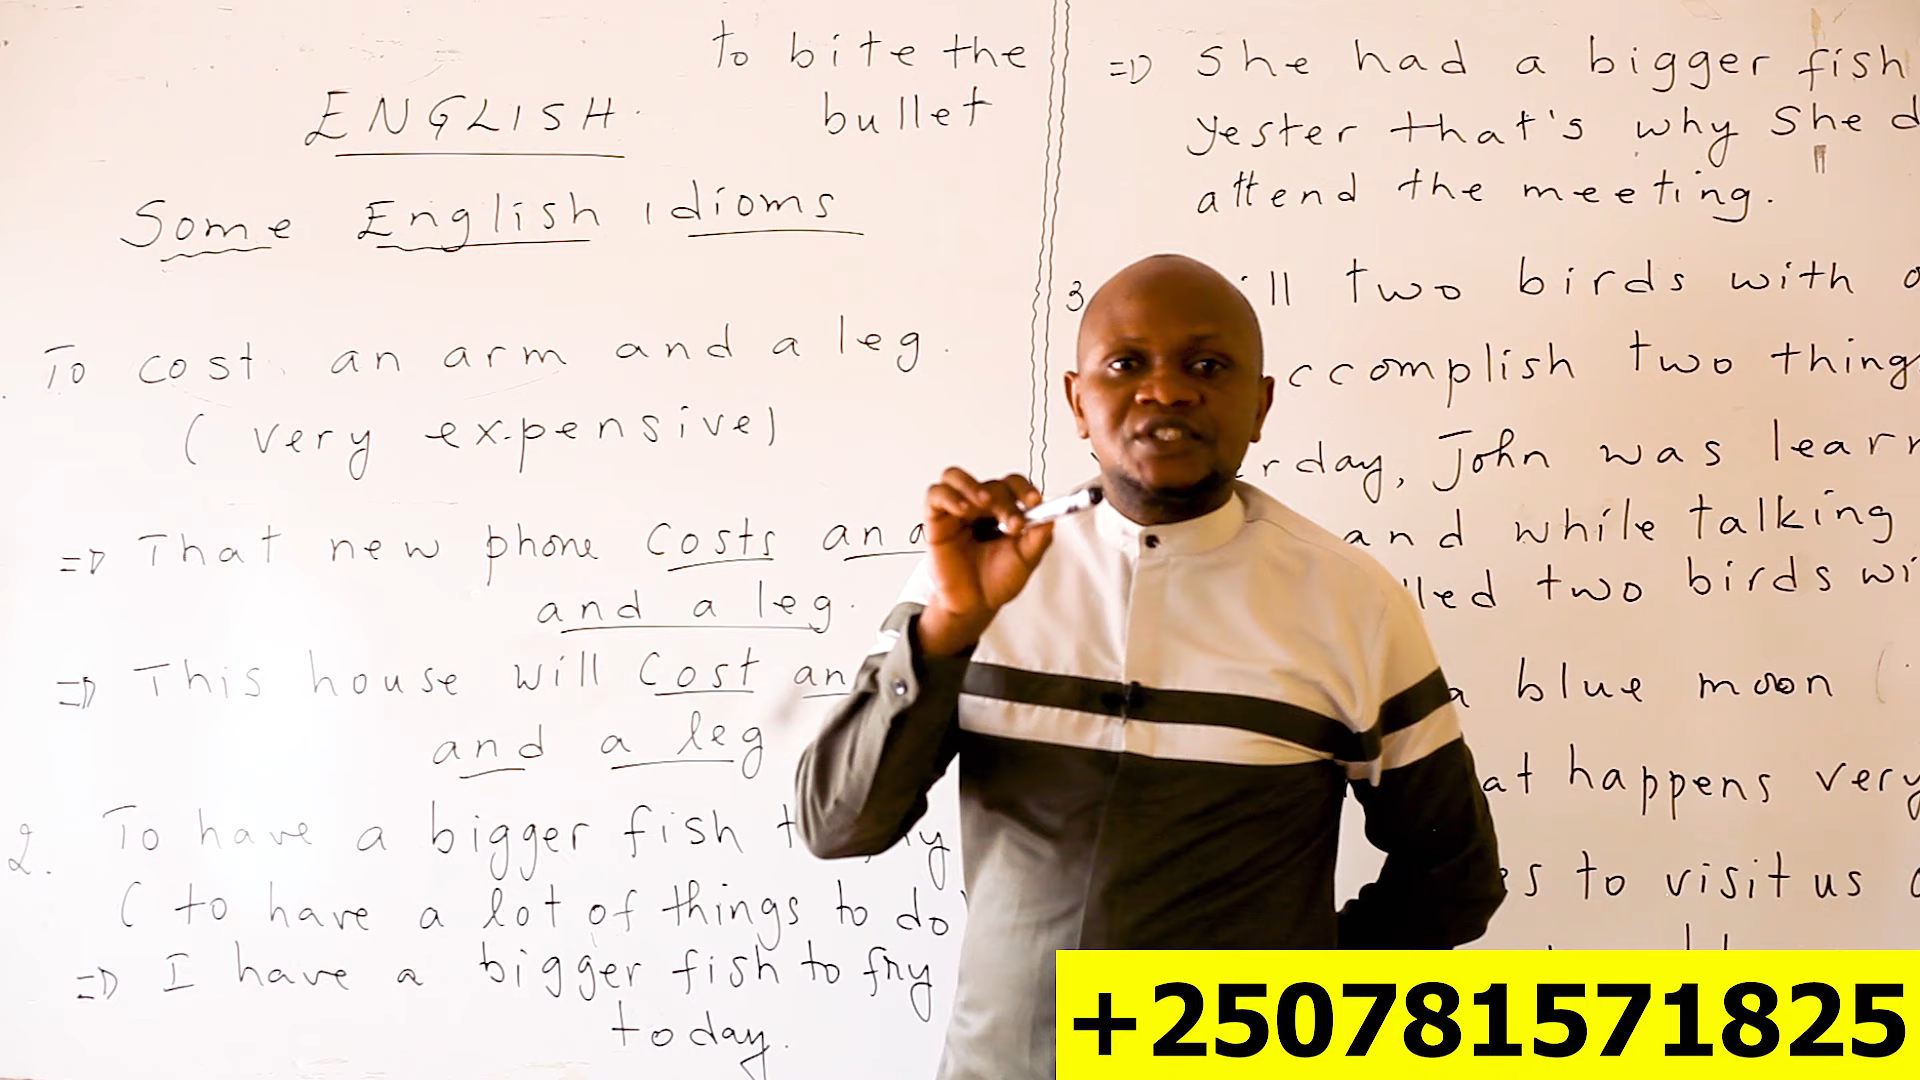 to bite the
bullet
ENGLISH.
Some English idioms
To cost an arm and a leg.
(very expensive)
=> That new phone costs an a
and a leg.
=> This house will cost an
and a leg
2. To have a bigger fish t ry
( to have a lot of things to do
=> I have a bigger fish to fry
today.
=> She had a bigger fish
yester that's why she d
attend the meeting.
3 ill two birds with o
ccomplish two thing
rday, John was lear
and while talking
lled two birds wi
a blue moon (
at happens very
es to visit us
+250781571825